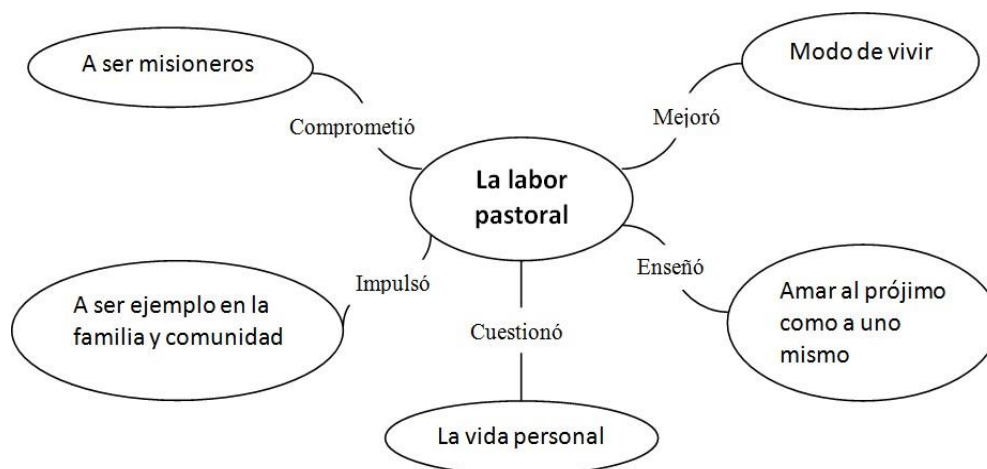 A ser misioneros
Modo de vivir
Comprometió
Mejoró
La labor
pastoral
Impulsó
Enseñó
A ser ejemplo en la
familia y comunidad
Amar al prójimo
como a uno
mismo
Cuestionó
La vida personal